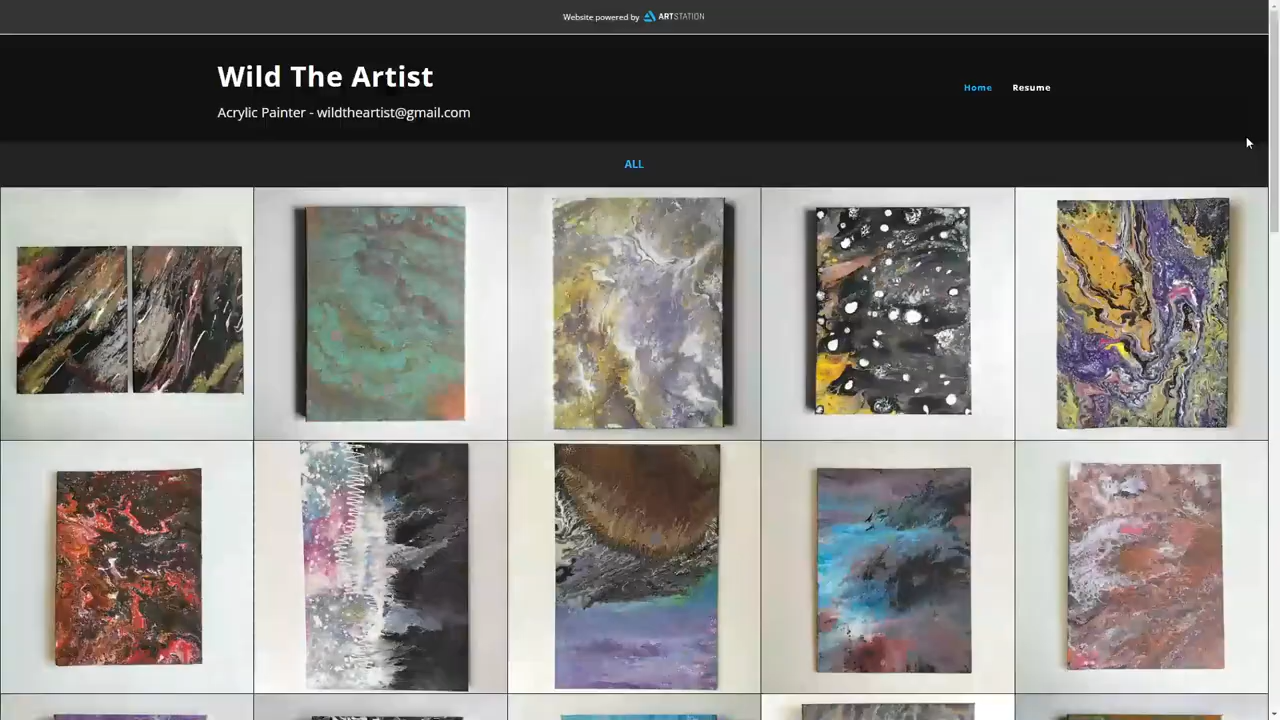 Website powered by ARTSTATION
Wild The Artist
Home Resume
Acrylic Painter - wildtheartist@gmail.com
ALL